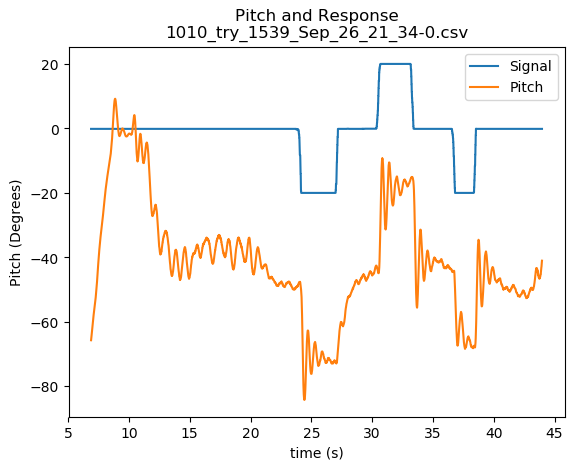 Pitch and Response
1010_try_1539_Sep_26_21_34-0.csv
Signal
Pitch
Pitch (Degrees)
20
0
−20
−40
−60
−80
5 10 15 20 25 30 35 40 45
time (s)